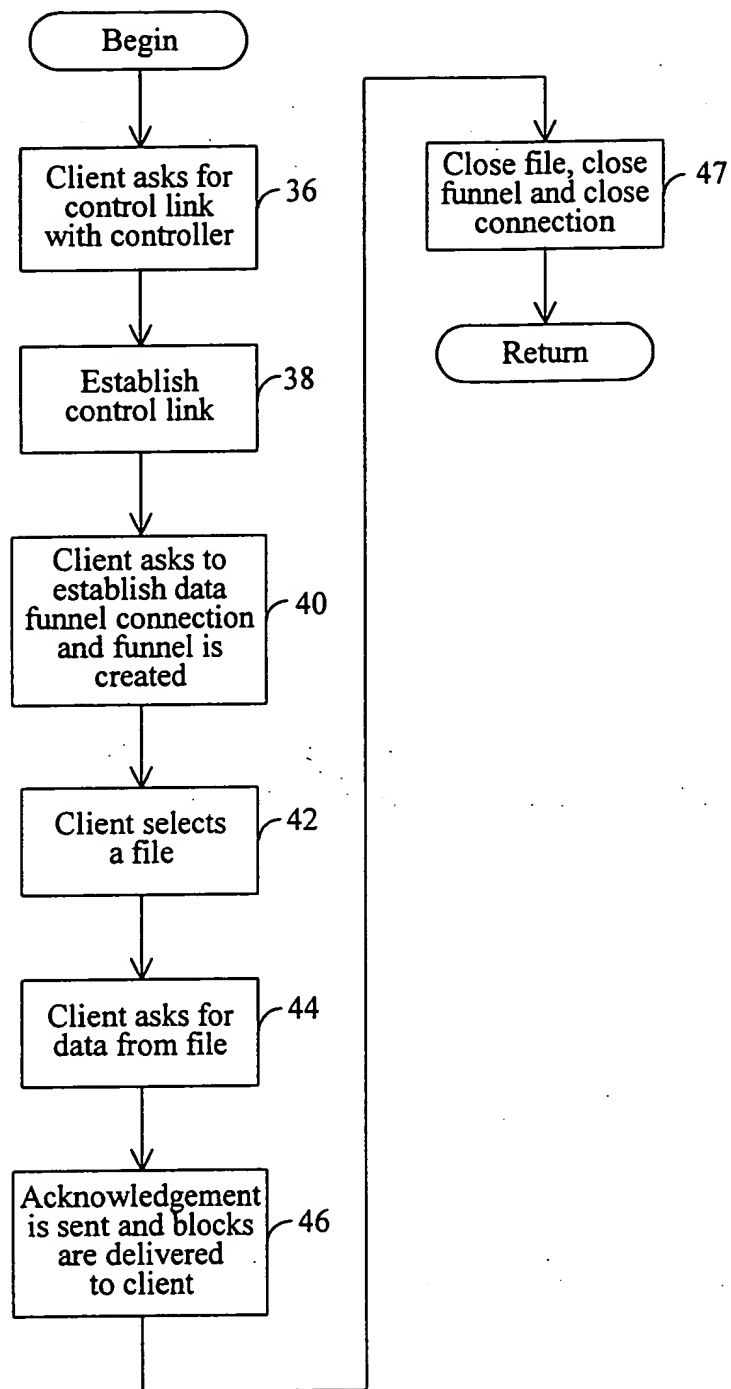 Begin
Client asks for
control link
with controller
36
Establish
control link
38
Client asks to
establish data
funnel connection
and funnel is
created
40
Client selects
a file
42
Client asks for
data from file
44
Acknowledgement
is sent and blocks
are delivered
to client
46
Close file, close
funnel and close
connection
47
Return